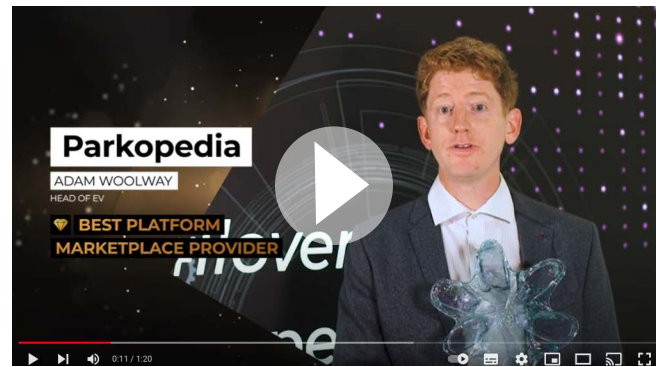 Parkopedia
ADAM WOOLWAY
HEAD OF EV
BEST PLATFORM
MARKETPLACE PROVIDER
0:11 / 1:20